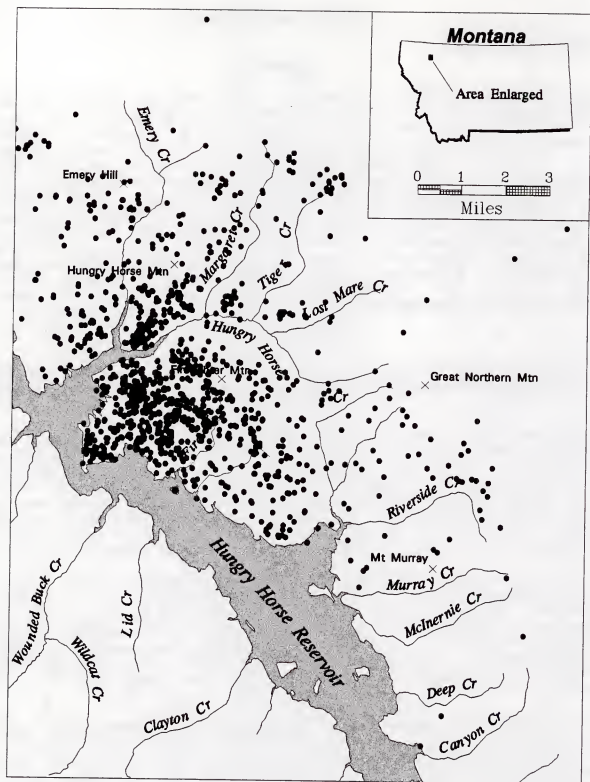 Montana
Area Enlarged
0 1 2 3
Miles
Emery Cr
Emery Hill
Margaret Cr
Tiger Cr
Hungry Horse Mtn
Lost Mare Cr
Hungry Horse
Cr
Mtn
Great Northern Mtn
Riverside Cr
Mt Murray
Murray Cr
McInernie Cr
Hungry Horse Reservoir
Wounded Buck Cr
Lid Cr
Wildcat Cr
Clayton Cr
Deep Cr
Canyon Cr